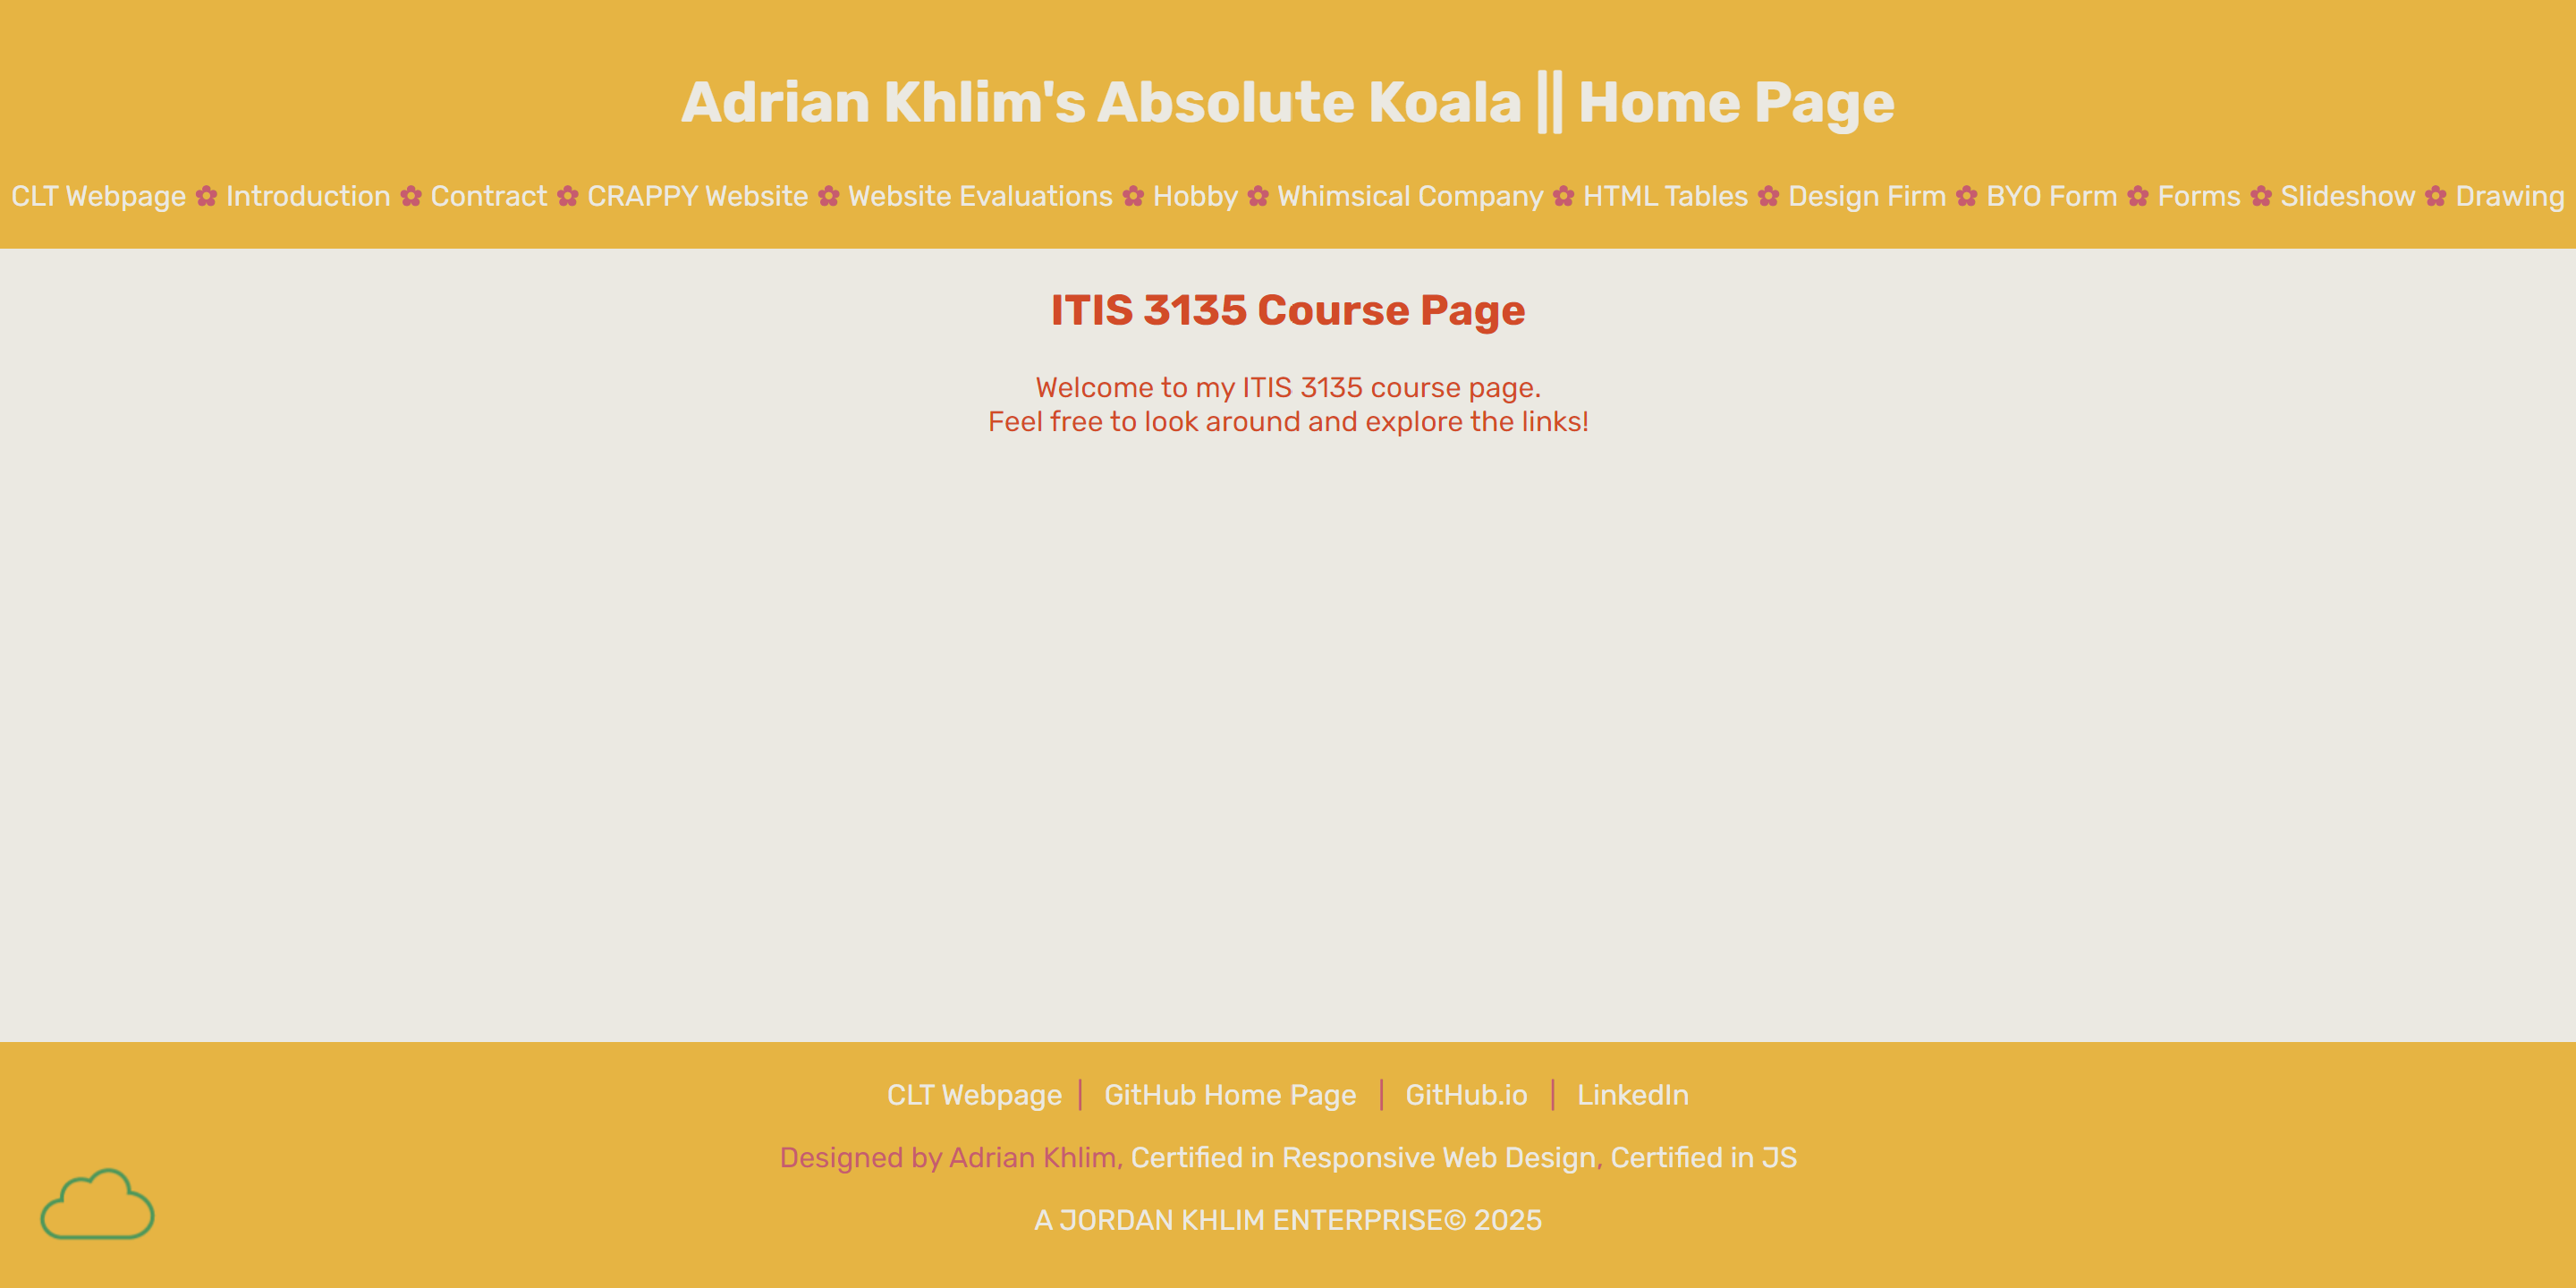 Adrian Khlim's Absolute Koala || Home Page
CLT Webpage ✿ Introduction ✿ Contract ✿ CRAPPY Website ✿ Website Evaluations ✿ Hobby ✿ Whimsical Company ✿ HTML Tables ✿ Design Firm ✿ BYO Form ✿ Forms ✿ Slideshow ✿ Drawing
ITIS 3135 Course Page
Welcome to my ITIS 3135 course page.
Feel free to look around and explore the links!
CLT Webpage | GitHub Home Page | GitHub.io | LinkedIn
Designed by Adrian Khlim, Certified in Responsive Web Design, Certified in JS
A JORDAN KHLIM ENTERPRISE© 2025